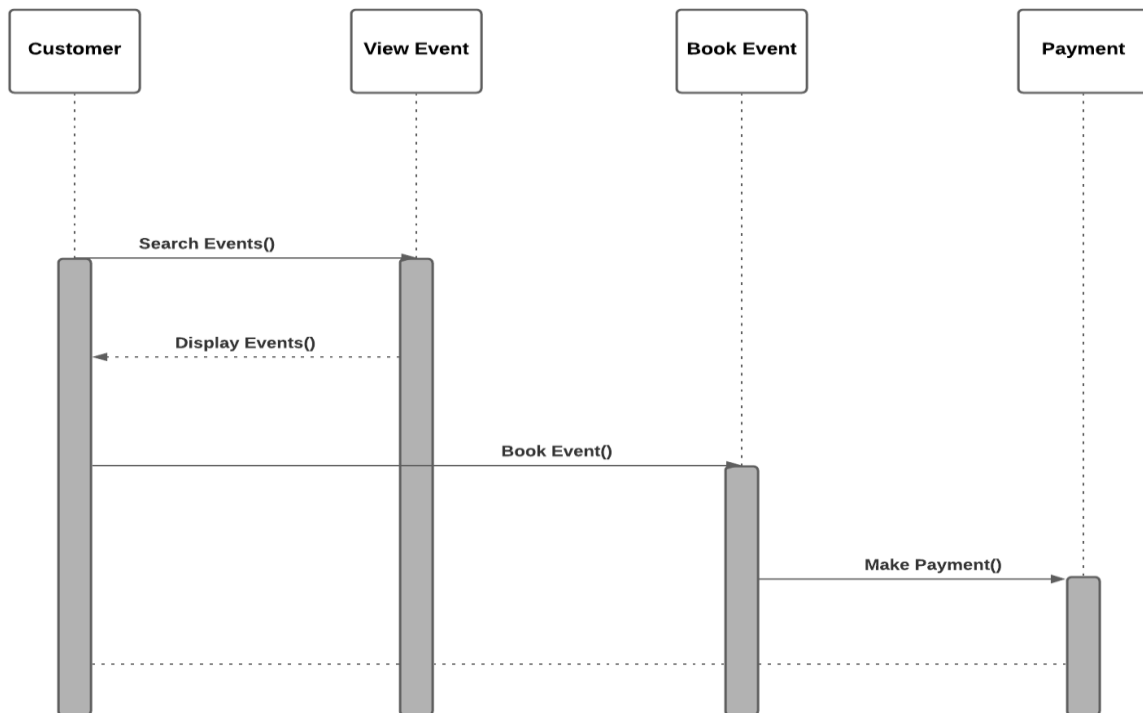 Customer
View Event
Book Event
Payment
Search Events()
Display Events()
Book Event()
Make Payment()